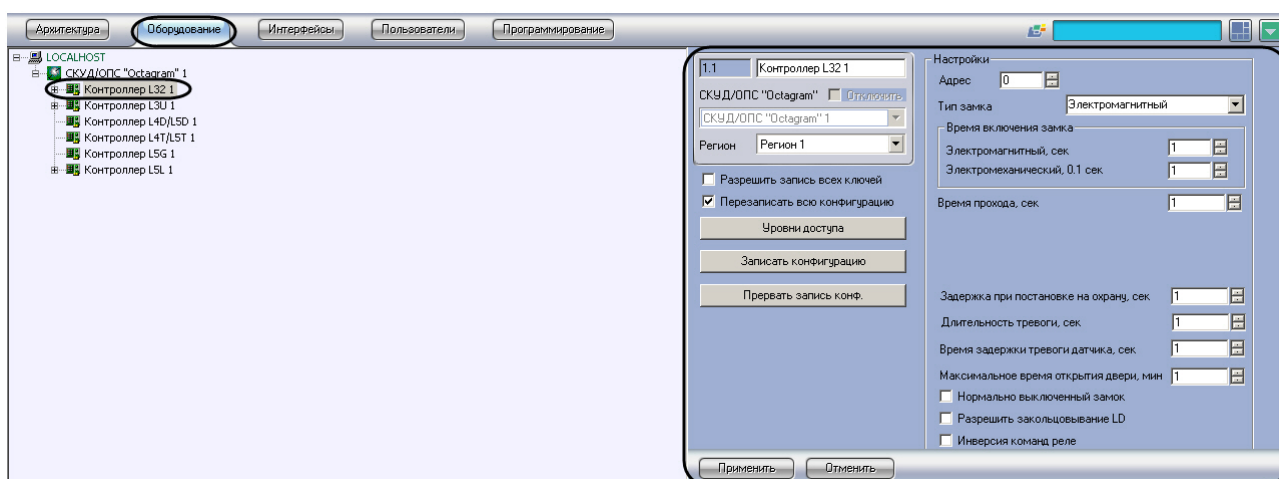 Архитектура Оборудование Интерфейсы Пользователи Программирование
LOCALHOST
СКУД/ОПС "Octagram" 1
Контроллер L32 1
Контроллер L3U 1
Контроллер L4D/L5D 1
Контроллер L4T/L5T 1
Контроллер L5G 1
Контроллер L5L 1
1.1 Контроллер L32 1
СКУД/ОПС "Octagram" Отключить
СКУД/ОПС "Octagram" 1
Регион Регион 1
Разрешить запись всех ключей
Перезаписать всю конфигурацию
Уровни доступа
Записать конфигурацию
Прервать запись конф.
Настройки
Адрес 0
Тип замка Электромагнитный
Время включения замка
Электромагнитный, сек 1
Электромеханический, 0.1 сек 1
Время прохода, сек 1
Задержка при постановке на охрану, сек 1
Длительность тревоги, сек 1
Время задержки тревоги датчика, сек 1
Максимальное время открытия двери, мин 1
Нормально выключенный замок
Разрешить закольцовывание LD
Инверсия команд реле
Применить Отменить